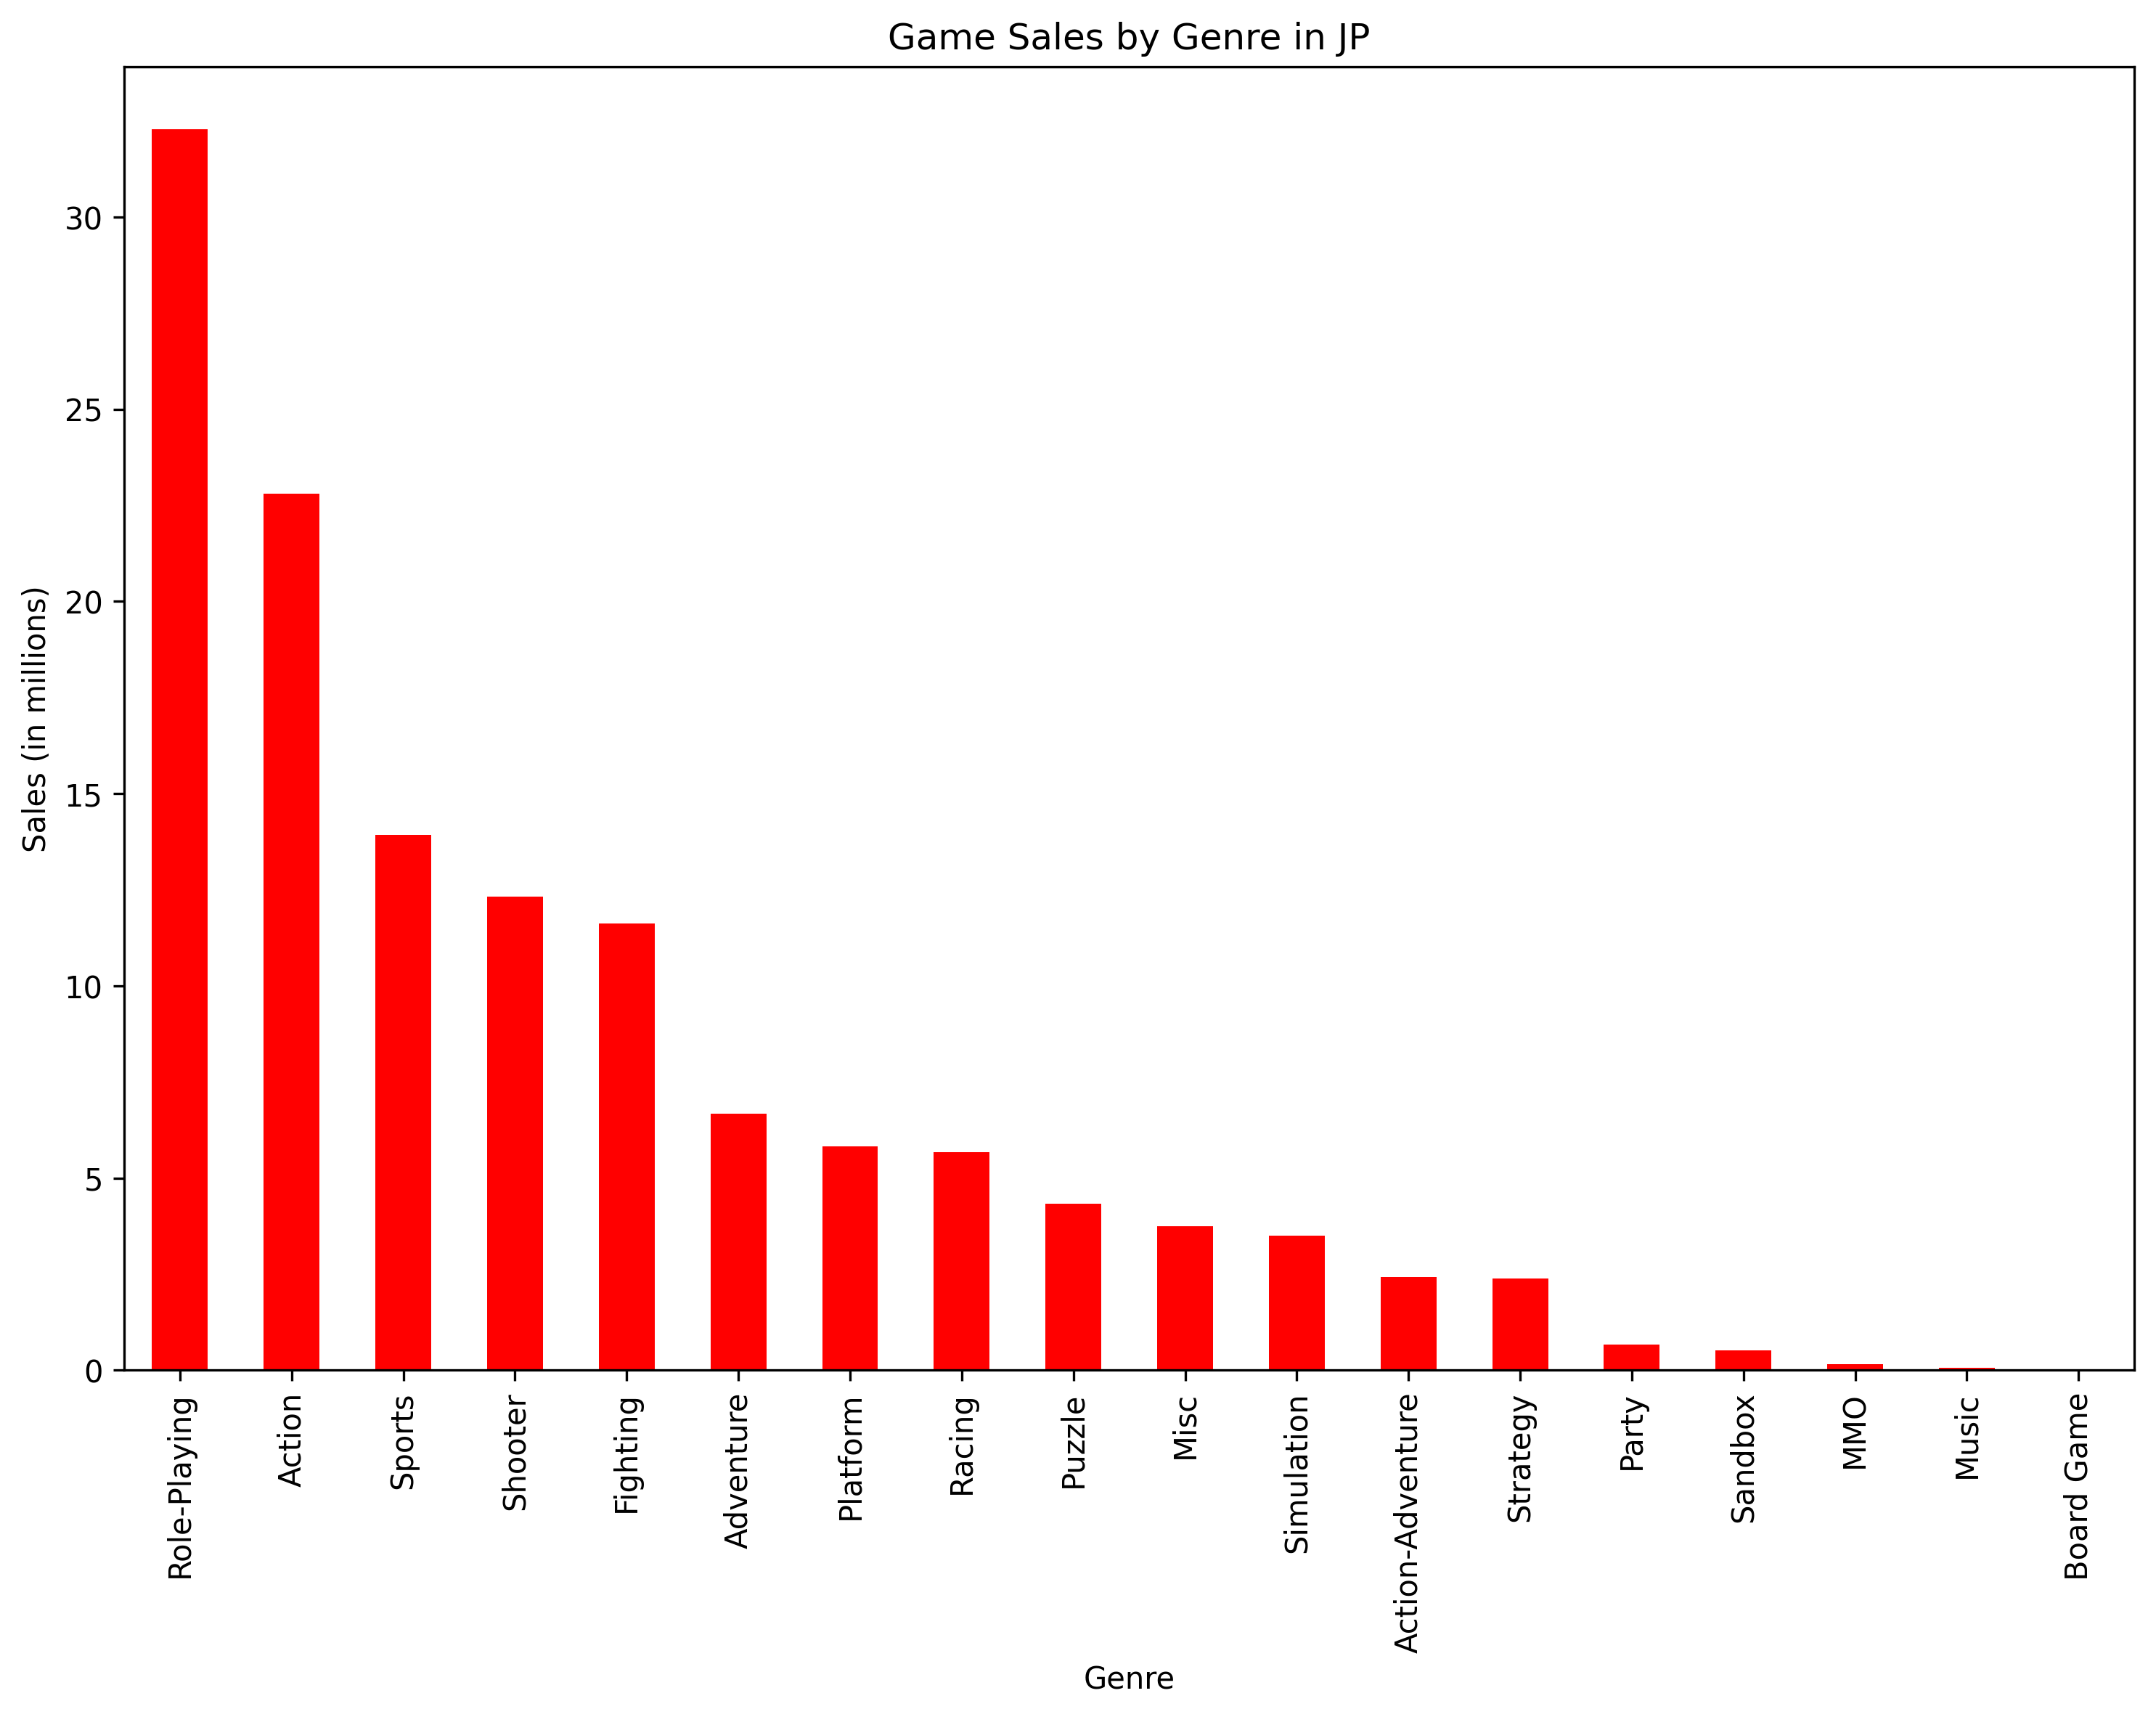 Game Sales by Genre in JP
Sales (in millions)
30
25
20
15
10
5
0
Role-Playing
Action
Sports
Shooter
Fighting
Adventure
Platform
Racing
Puzzle
Misc
Simulation
Action-Adventure
Strategy
Party
Sandbox
MMO
Music
Board Game
Genre